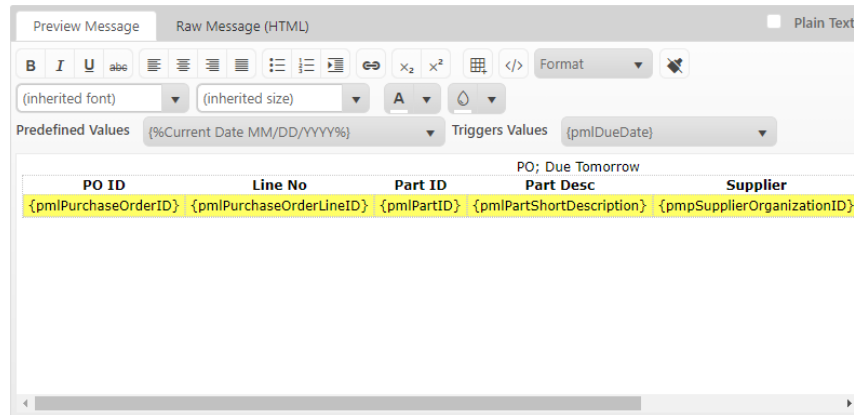 Preview Message Raw Message (HTML) Plain Text
B I U abc x₂ x² </> Format
(inherited font) (inherited size) A
Predefined Values {%Current Date MM/DD/YYYY%} Triggers Values {pmlDueDate}
PO; Due Tomorrow
PO ID Line No Part ID Part Desc Supplier
{pmlPurchaseOrderID} {pmlPurchaseOrderLineID} {pmlPartID} {pmlPartShortDescription} {pmpSupplierOrganizationID}